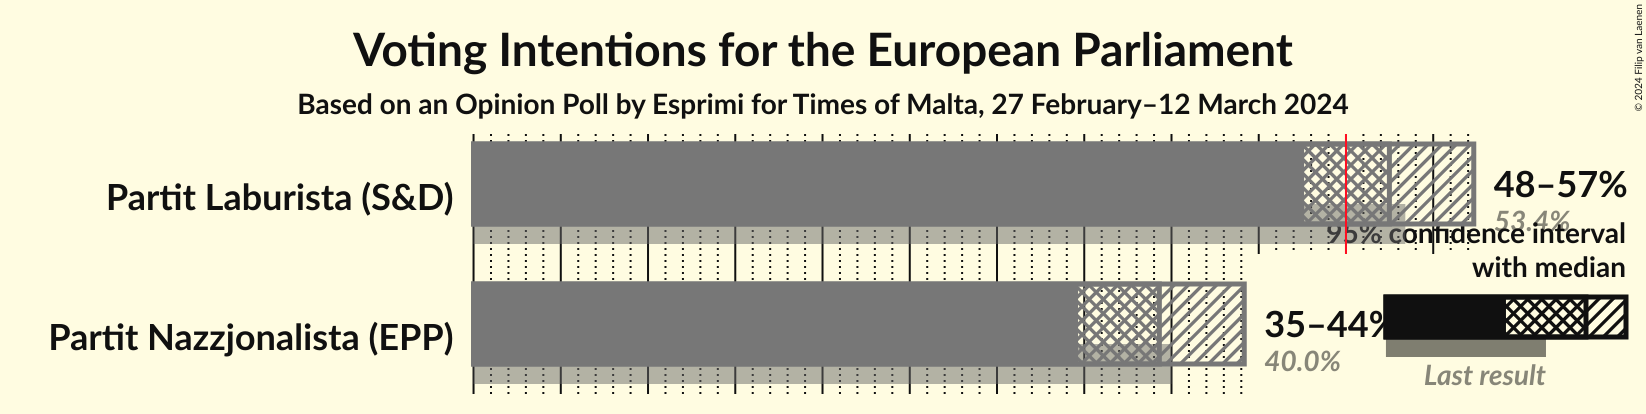 Voting Intentions for the European Parliament
Based on an Opinion Poll by Esprimi for Times of Malta, 27 February–12 March 2024
© 2024 Filip van Laenen
Partit Laburista (S&D)
48–57%
53.4%
95% confidence interval
with median
Partit Nazzjonalista (EPP)
35–44%
40.0%
Last result